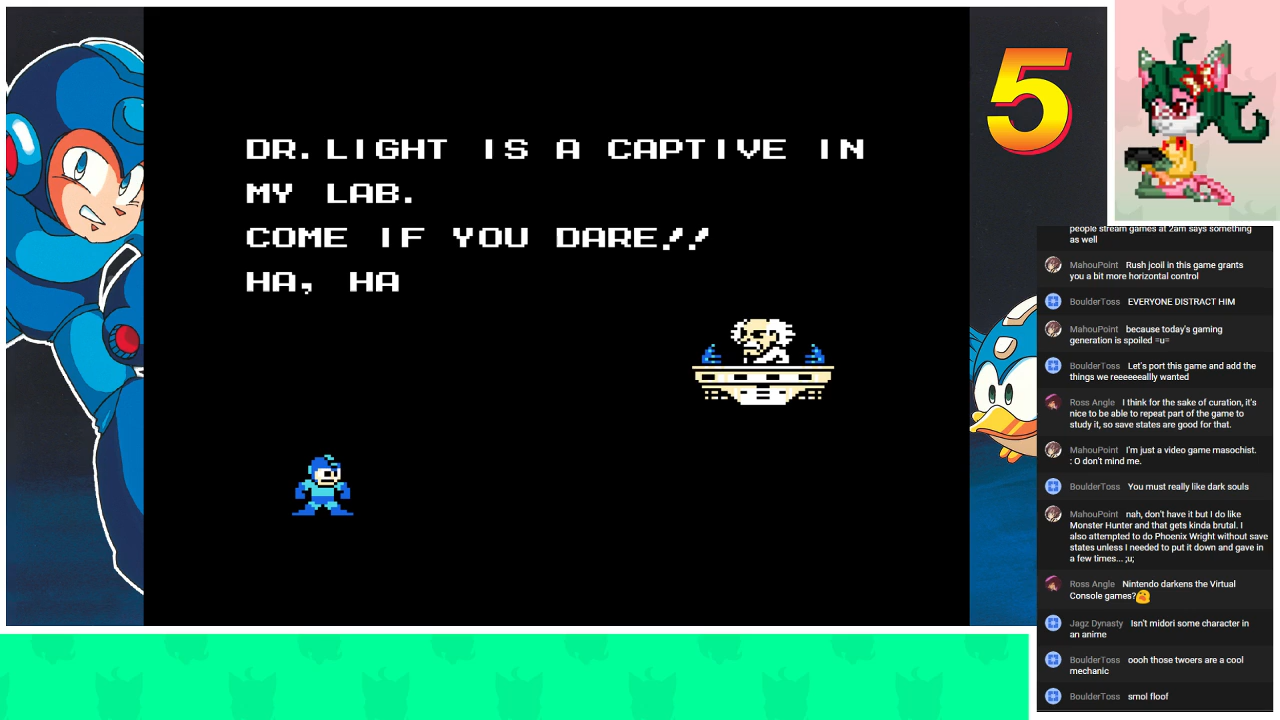 DR. LIGHT IS A CAPTIVE IN
MY LAB.
COME IF YOU DARE!!
HA, HA
5
people stream games at 2am says something
as well
MahouPoint Rush jcoil in this game grants
you a bit more horizontal control
BoulderToss EVERYONE DISTRACT HIM
MahouPoint because today's gaming
generation is spoiled =u=
BoulderToss Let's port this game and add the
things we reeeeeeallly wanted
Ross Angle I think for the sake of curation, it's
nice to be able to repeat part of the game to
study it, so save states are good for that.
MahouPoint I'm just a video game masochist.
: O don't mind me.
BoulderToss You must really like dark souls
MahouPoint nah, don't have it but I do like
Monster Hunter and that gets kinda brutal. I
also attempted to do Phoenix Wright without save
states unless I needed to put it down and gave in
a few times... ;u;
Ross Angle Nintendo darkens the Virtual
Console games?
Jagz Dynasty Isn't midori some character in
an anime
BoulderToss oooh those twoers are a cool
mechanic
BoulderToss smol floof